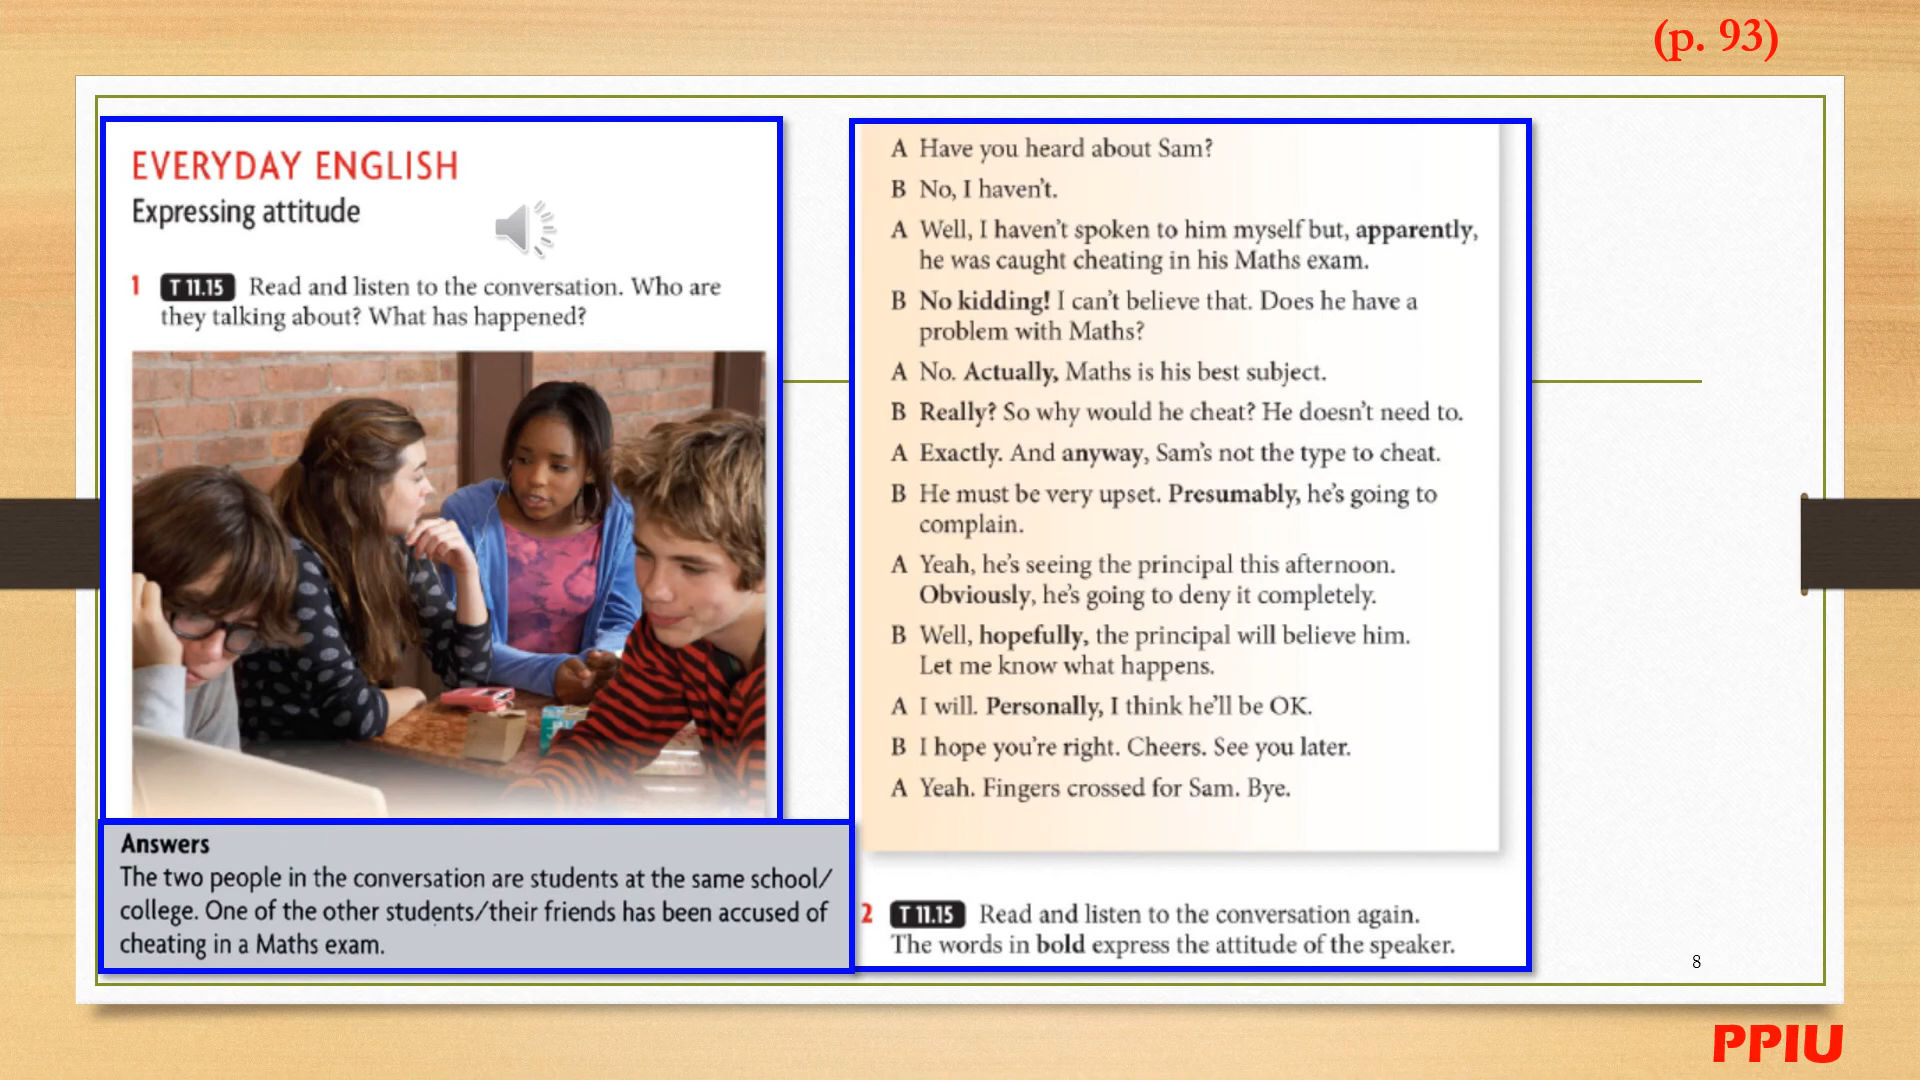 (p. 93)
EVERYDAY ENGLISH
Expressing attitude
1 T 11.15 Read and listen to the conversation. Who are
they talking about? What has happened?
Answers
The two people in the conversation are students at the same school/
college. One of the other students/their friends has been accused of
cheating in a Maths exam.
A Have you heard about Sam?
B No, I haven't.
A Well, I haven't spoken to him myself but, apparently,
he was caught cheating in his Maths exam.
B No kidding! I can't believe that. Does he have a
problem with Maths?
A No. Actually, Maths is his best subject.
B Really? So why would he cheat? He doesn't need to.
A Exactly. And anyway, Sam's not the type to cheat.
B He must be very upset. Presumably, he's going to
complain.
A Yeah, he's seeing the principal this afternoon.
Obviously, he's going to deny it completely.
B Well, hopefully, the principal will believe him.
Let me know what happens.
A I will. Personally, I think he'll be OK.
B I hope you're right. Cheers. See you later.
A Yeah. Fingers crossed for Sam. Bye.
2 T 11.15 Read and listen to the conversation again.
The words in bold express the attitude of the speaker.
8
PPIU